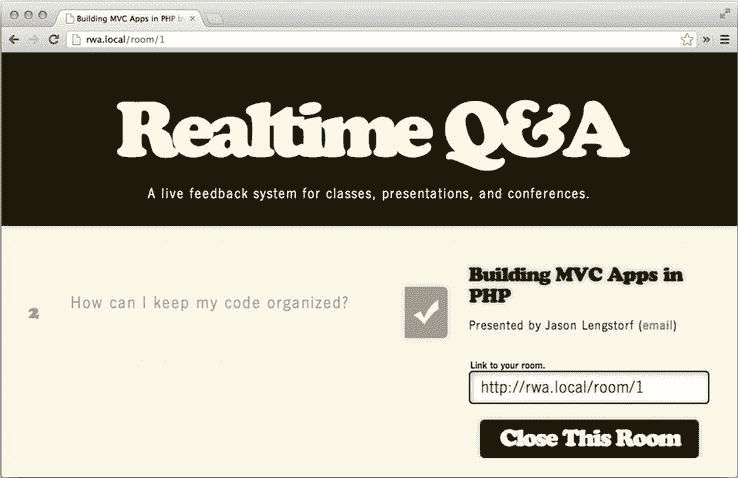 Building MVC Apps in PHP b
rwa.local/room/1
Realtime Q&A
A live feedback system for classes, presentations, and conferences.
2
How can I keep my code organized?
Building MVC Apps in
PHP
Presented by Jason Lengstorf (email)
Link to your room.
http://rwa.local/room/1
Close This Room